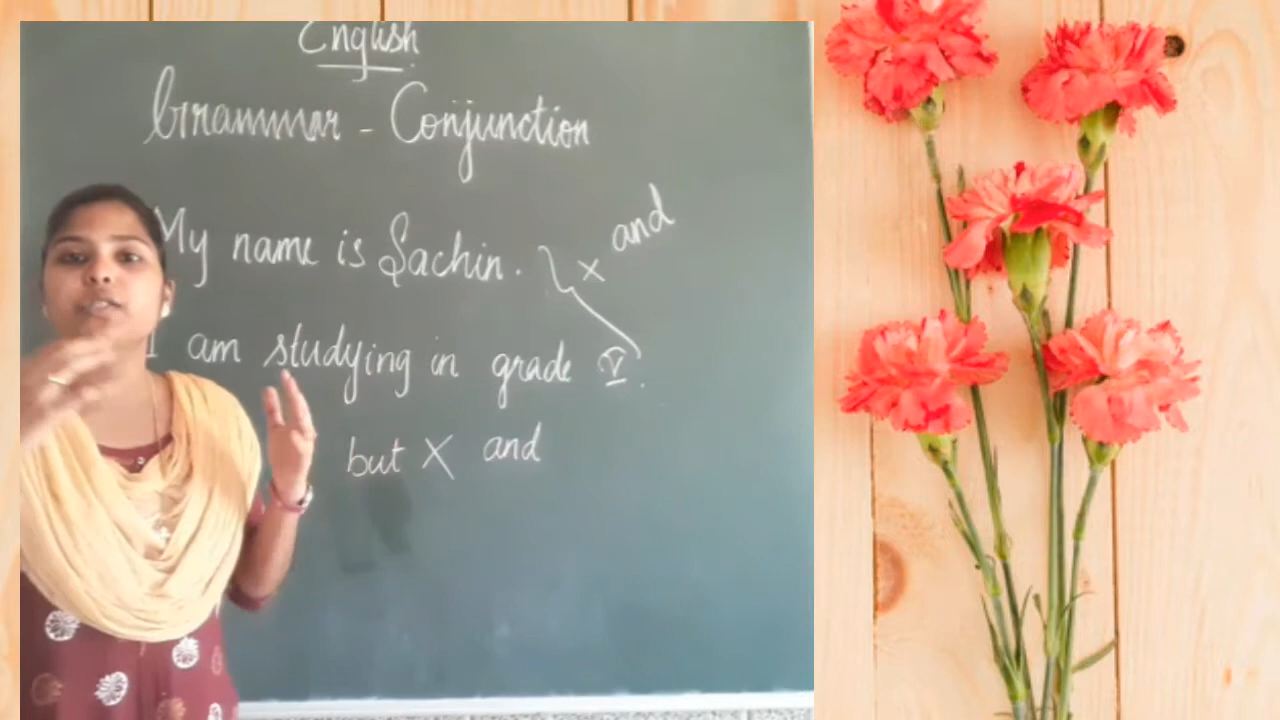 English
Grammar - Conjunction
My name is Sachin. x and
I am studying in grade V.
but X and